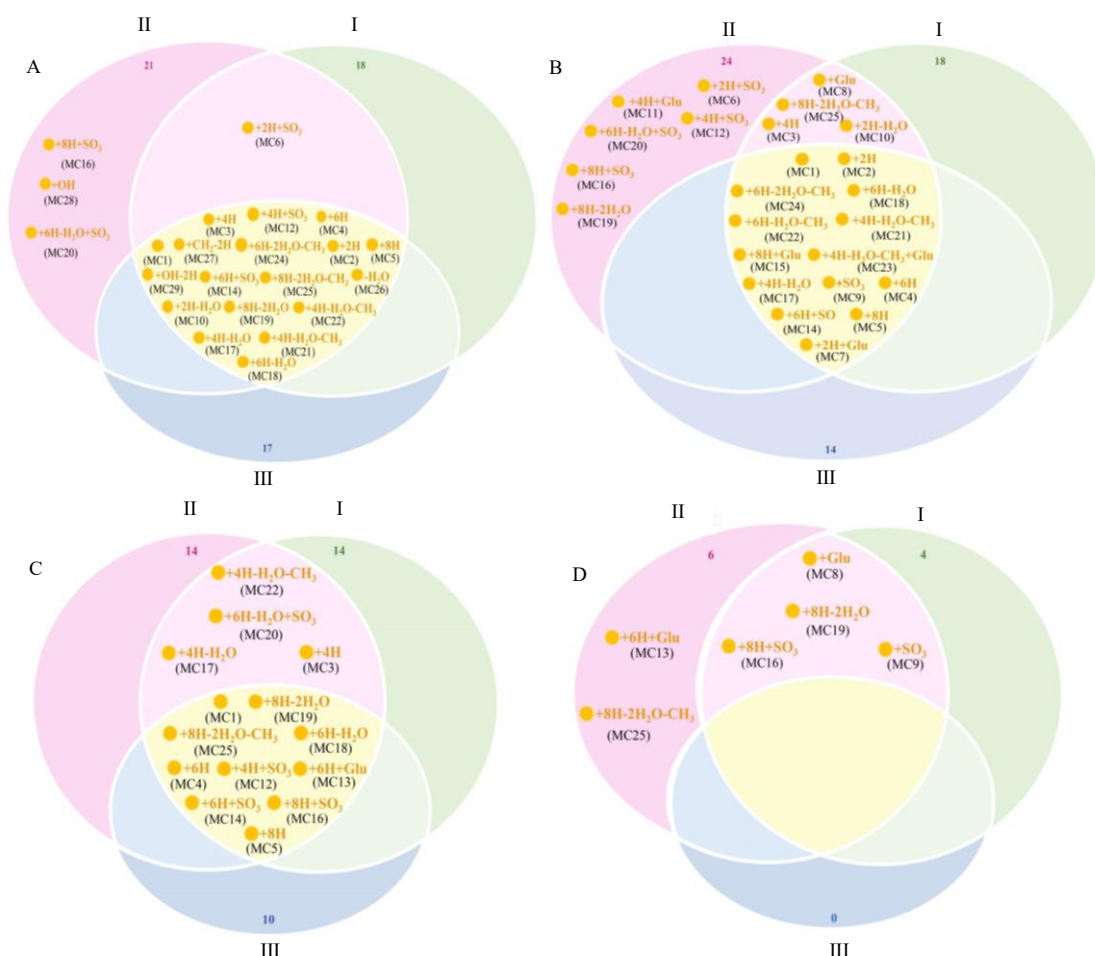 II
I
A
21
18
+2H+SO₃
(MC6)
+8H+SO₃
(MC16)
+OH
(MC28)
+6H-H₂O+SO₃
(MC20)
+4H
(MC3)
+4H+SO₃
(MC12)
+6H
(MC4)
(MC1)
+CH₂-2H
(MC27)
+6H-2H₂O-CH₃
(MC24)
+2H
(MC2)
+8H
(MC5)
+OH-2H
(MC29)
+6H+SO₃
(MC14)
+8H-2H₂O-CH₃
(MC25)
-H₂O
(MC26)
+2H-H₂O
(MC10)
+8H-2H₂O
(MC19)
+4H-H₂O-CH₃
(MC22)
+4H-H₂O
(MC17)
+4H-H₂O-CH₃
(MC21)
+6H-H₂O
(MC18)
17
III
II
I
B
24
18
+2H+SO₃
(MC6)
+4H+Glu
(MC11)
+4H+SO₃
(MC12)
+6H-H₂O+SO₃
(MC20)
+8H+SO₃
(MC16)
+8H-2H₂O
(MC19)
+Glu
(MC8)
+8H-2H₂O-CH₃
(MC25)
+4H
(MC3)
+2H-H₂O
(MC10)
(MC1)
+2H
(MC2)
+6H-2H₂O-CH₃
(MC24)
+6H-H₂O
(MC18)
+6H-H₂O-CH₃
(MC22)
+4H-H₂O-CH₃
(MC21)
+8H+Glu
(MC15)
+4H-H₂O-CH₃+Glu
(MC23)
+4H-H₂O
(MC17)
+SO₃
(MC9)
+6H
(MC4)
+6H+SO
(MC14)
+8H
(MC5)
+2H+Glu
(MC7)
14
III
II
I
C
14
14
+4H-H₂O-CH₃
(MC22)
+6H-H₂O+SO₃
(MC20)
+4H-H₂O
(MC17)
+4H
(MC3)
(MC1)
+8H-2H₂O
(MC19)
+8H-2H₂O-CH₃
(MC25)
+6H-H₂O
(MC18)
+6H
(MC4)
+4H+SO₃
(MC12)
+6H+Glu
(MC13)
+6H+SO₃
(MC14)
+8H+SO₃
(MC16)
+8H
(MC5)
10
III
II
I
D
6
4
+Glu
(MC8)
+8H-2H₂O
(MC19)
+6H+Glu
(MC13)
+8H+SO₃
(MC16)
+SO₃
(MC9)
+8H-2H₂O-CH₃
(MC25)
0
III